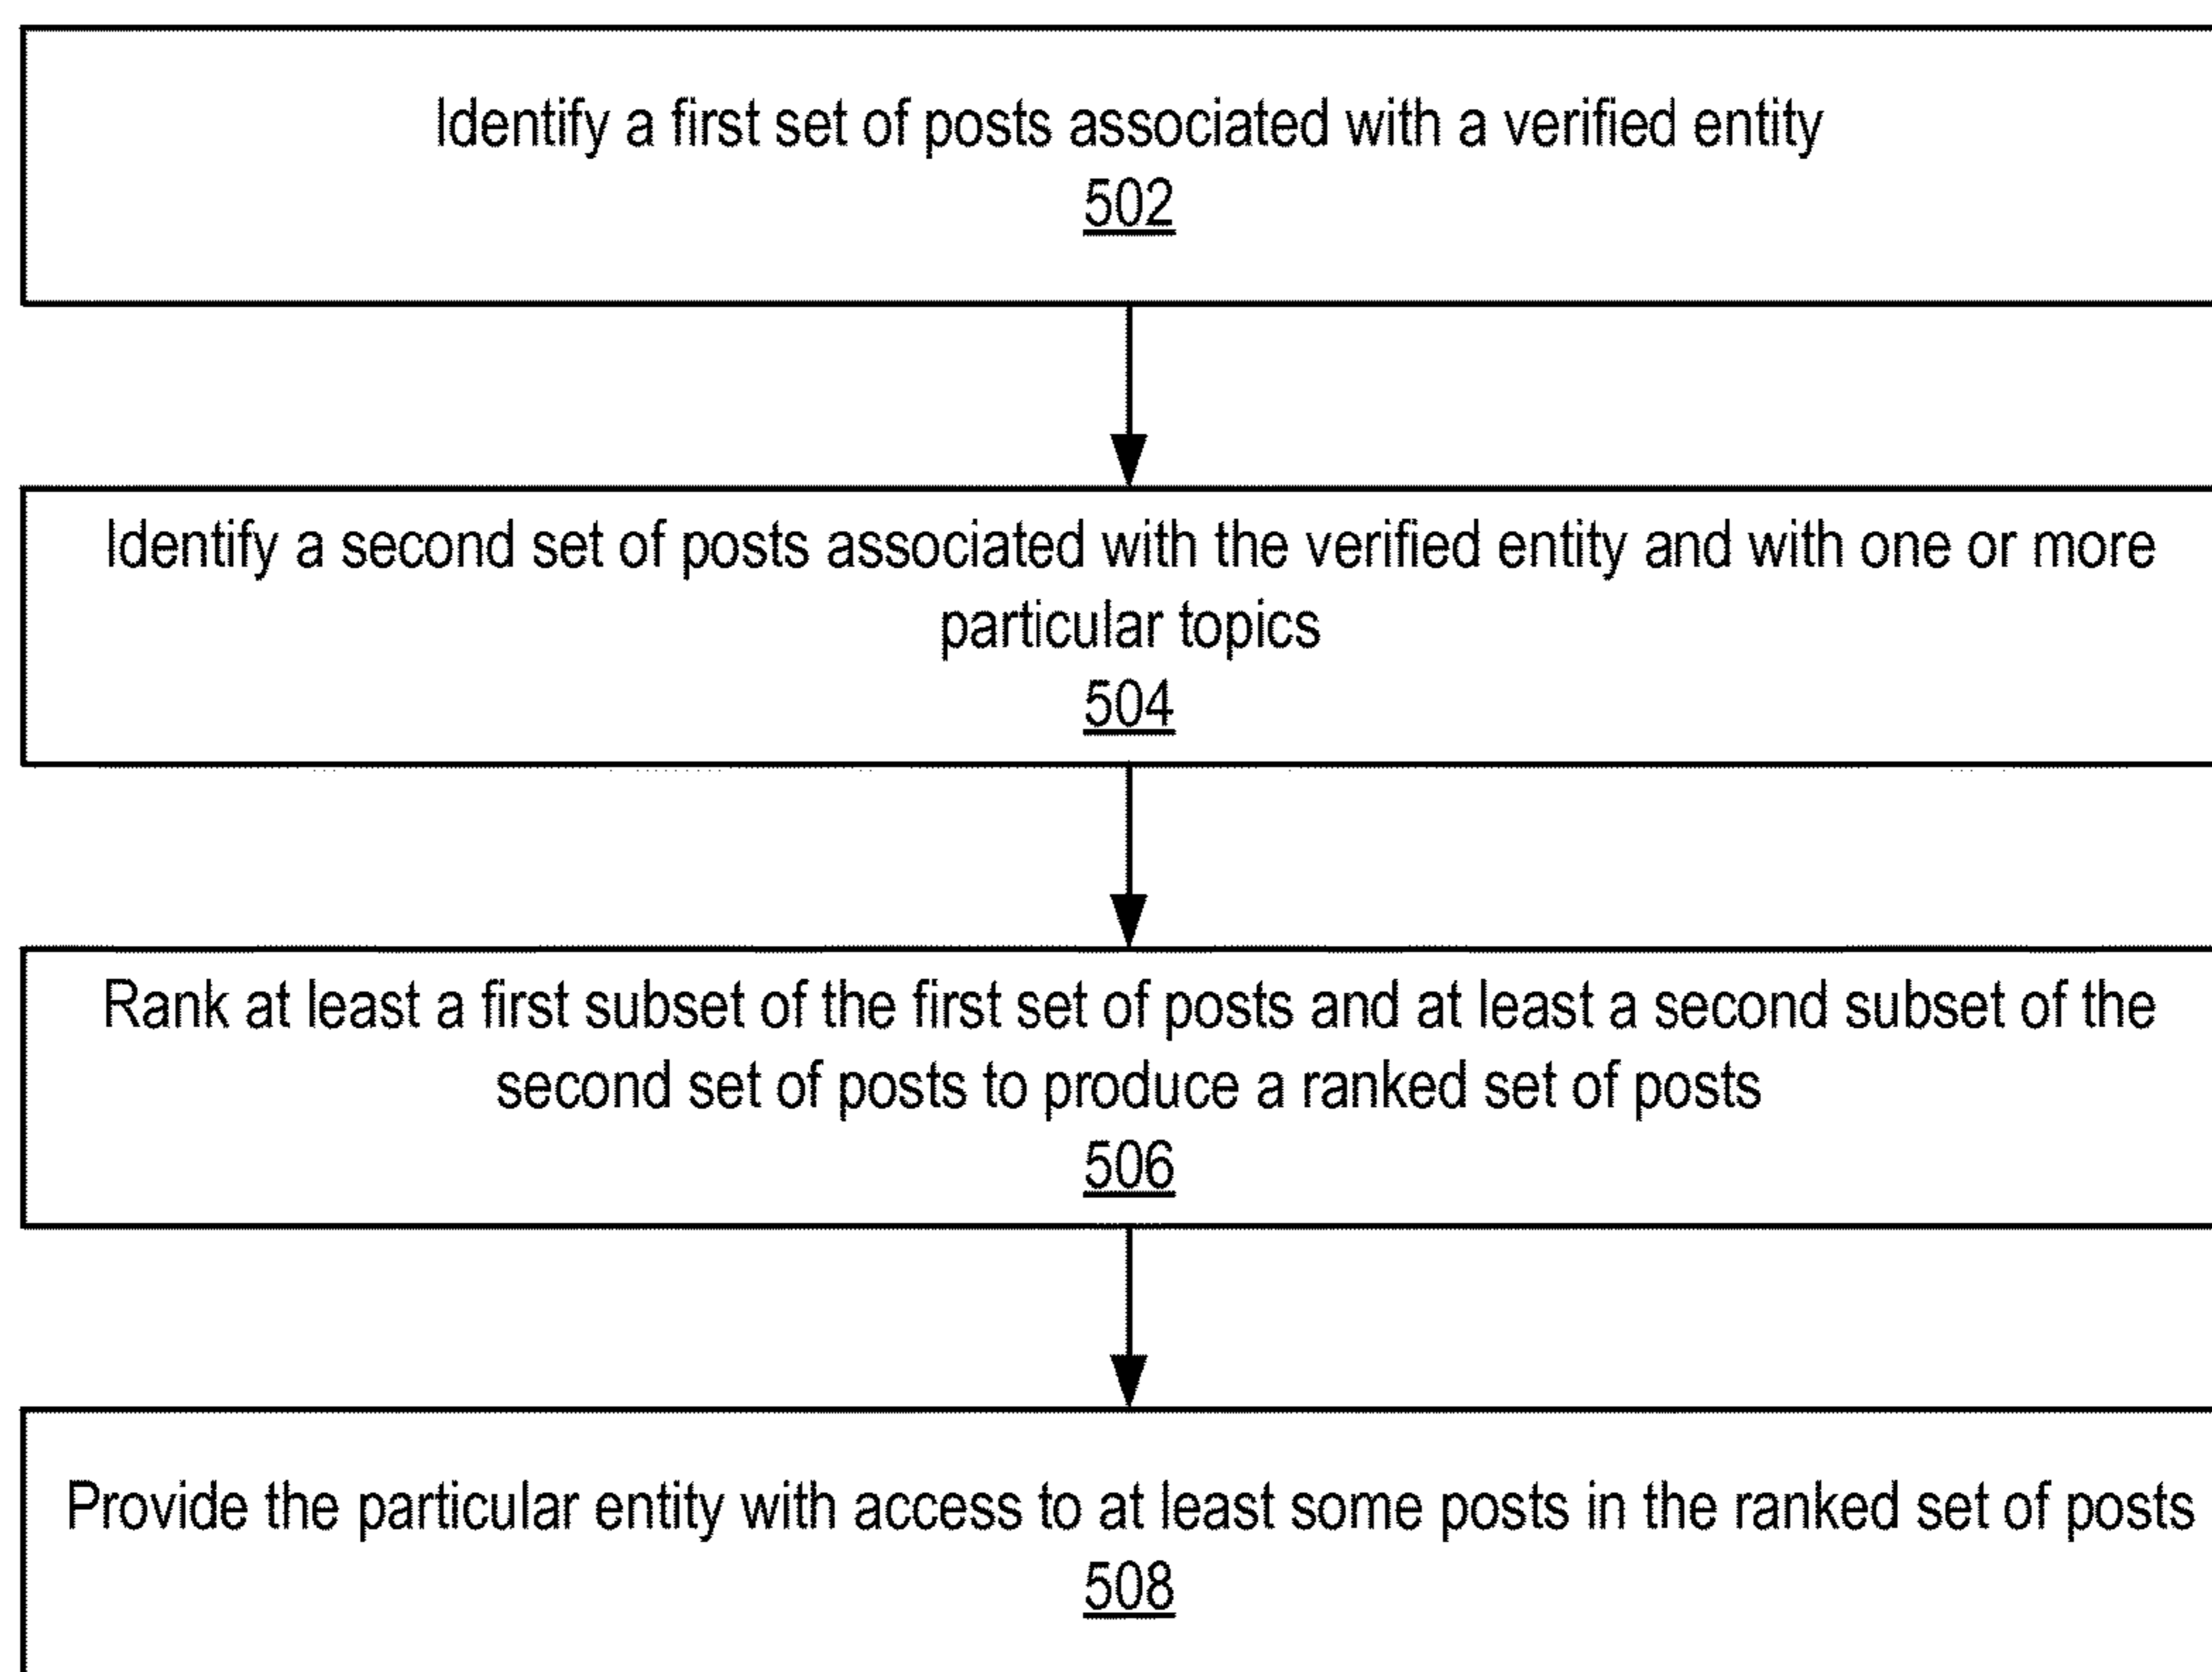 Identify a first set of posts associated with a verified entity
502
Identify a second set of posts associated with the verified entity and with one or more
particular topics
504
Rank at least a first subset of the first set of posts and at least a second subset of the
second set of posts to produce a ranked set of posts
506
Provide the particular entity with access to at least some posts in the ranked set of posts
508